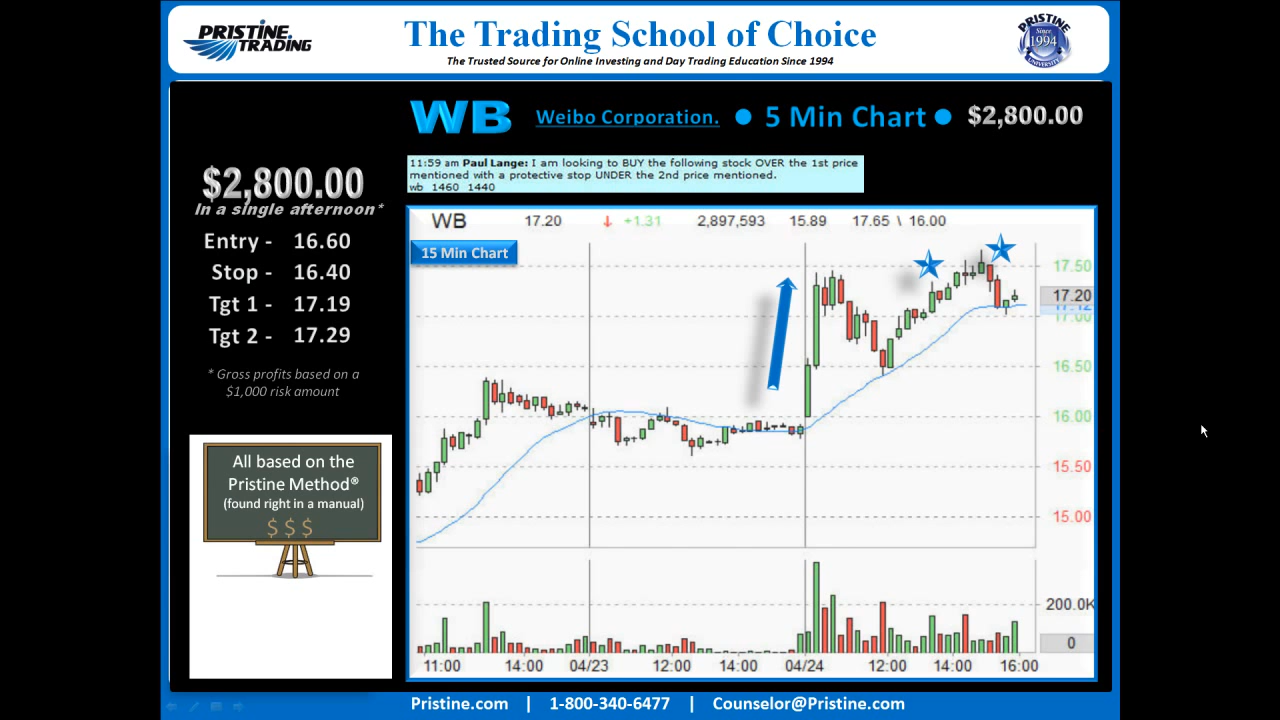 PRISTINE
TRADING
The Trading School of Choice
The Trusted Source for Online Investing and Day Trading Education Since 1994
PRISTINE
Since
1994
UNIVERSITY
WB Weibo Corporation. ● 5 Min Chart ● $2,800.00
11:59 am Paul Lange: I am looking to BUY the following stock OVER the 1st price
mentioned with a protective stop UNDER the 2nd price mentioned.
wb 1460 1440
$2,800.00
In a single afternoon*
Entry - 16.60
Stop - 16.40
Tgt 1 - 17.19
Tgt 2 - 17.29
* Gross profits based on a
$1,000 risk amount
All based on the
Pristine Method®
(found right in a manual)
$ $ $
WB 17.20 ↓ +1.31 2,897,593 15.89 17.65 \ 16.00
15 Min Chart
17.50
17.20
17.12
17.00
16.50
16.00
15.50
15.00
200.0K
0
11:00 14:00 04/23 12:00 14:00 04/24 12:00 14:00 16:00
Pristine.com | 1-800-340-6477 | Counselor@Pristine.com